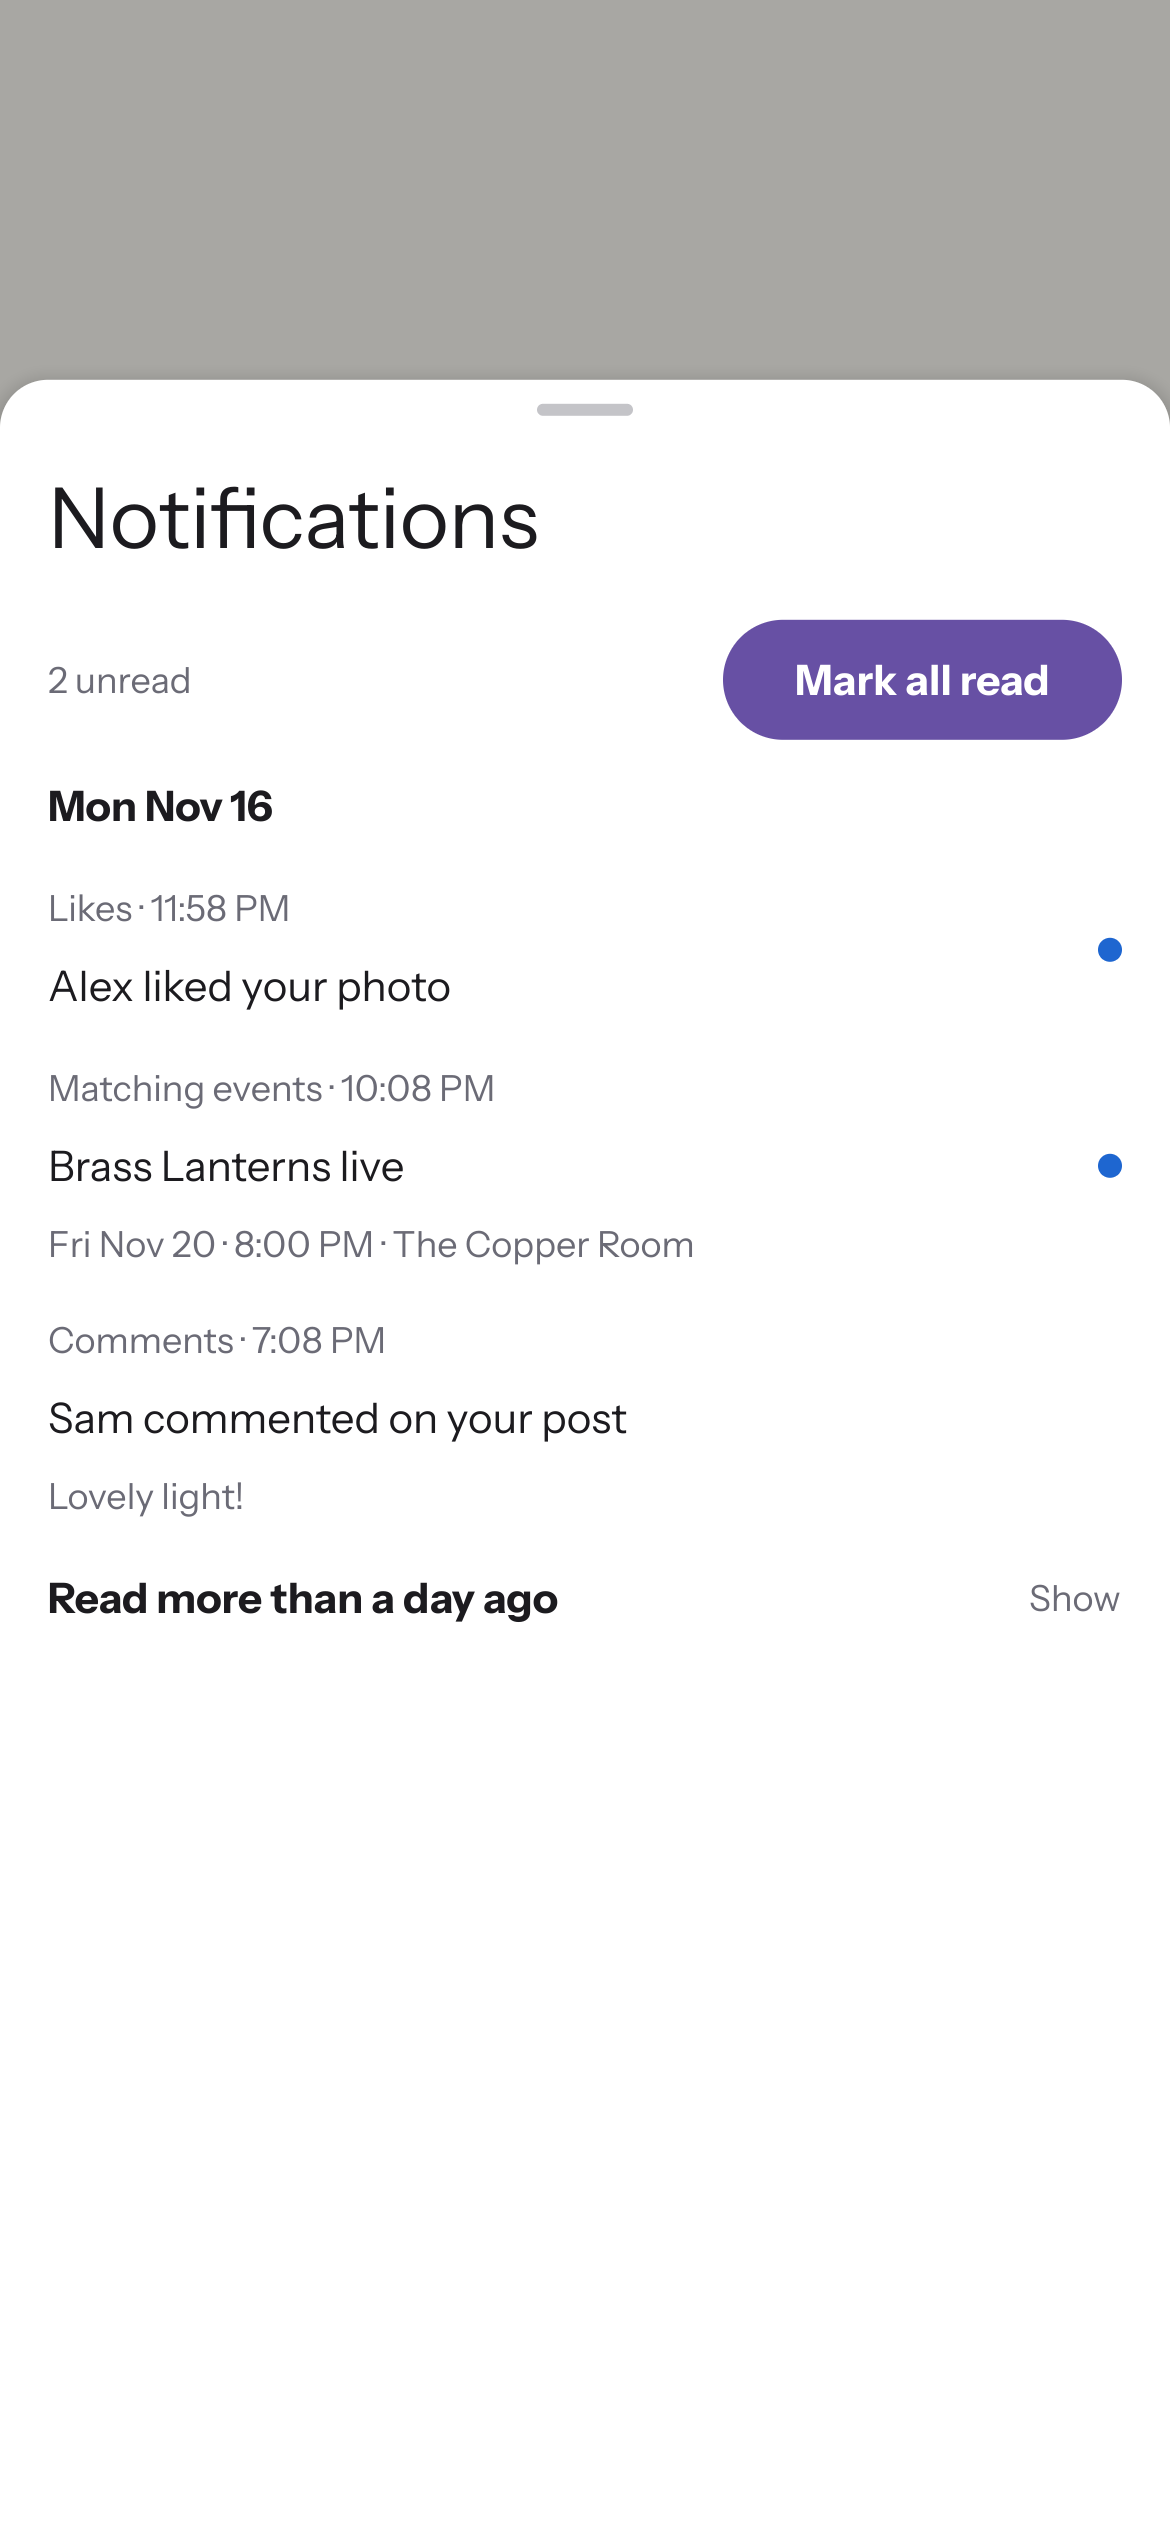 Notifications
2 unread
Mark all read
Mon Nov 16
Likes · 11:58 PM
Alex liked your photo
Matching events · 10:08 PM
Brass Lanterns live
Fri Nov 20 · 8:00 PM · The Copper Room
Comments · 7:08 PM
Sam commented on your post
Lovely light!
Read more than a day ago
Show